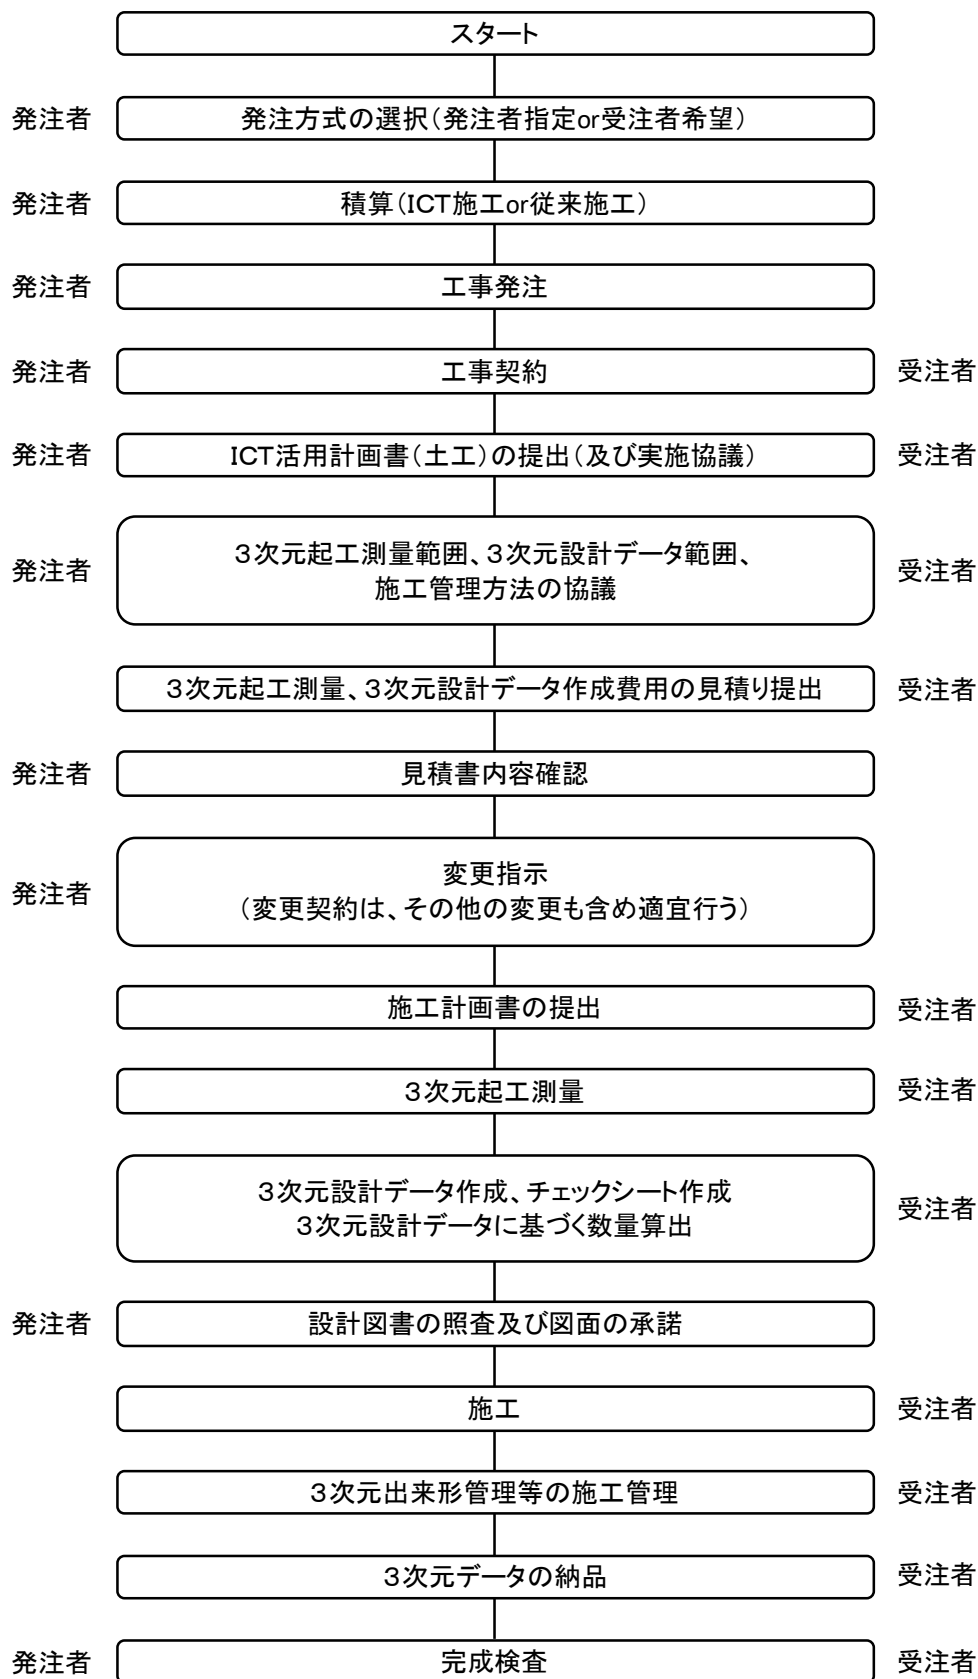 スタート
発注者 発注方式の選択（発注者指定or受注者希望）
発注者 積算（ICT施工or従来施工）
発注者 工事発注
発注者 工事契約 受注者
発注者 ICT活用計画書（土工）の提出（及び実施協議） 受注者
３次元起工測量範囲、３次元設計データ範囲、
発注者 施工管理方法の協議 受注者
３次元起工測量、３次元設計データ作成費用の見積り提出 受注者
発注者 見積書内容確認
変更指示
発注者 （変更契約は、その他の変更も含め適宜行う）
施工計画書の提出 受注者
３次元起工測量 受注者
３次元設計データ作成、チェックシート作成
３次元設計データに基づく数量算出 受注者
発注者 設計図書の照査及び図面の承諾
施工 受注者
３次元出来形管理等の施工管理 受注者
３次元データの納品 受注者
発注者 完成検査 受注者